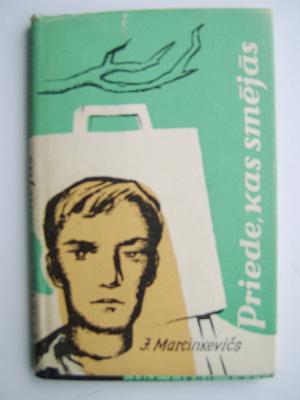 Priede, kas smējās
J. Marcinkevičs